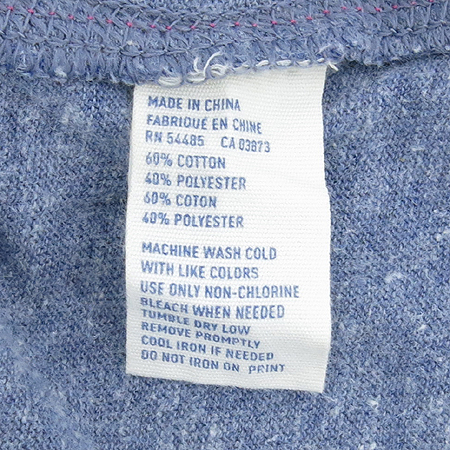 MADE IN CHINA
FABRIQUÉ EN CHINE
RN 54485 CA 03873
60% COTTON
40% POLYESTER
60% COTON
40% POLYESTER
MACHINE WASH COLD
WITH LIKE COLORS
USE ONLY NON-CHLORINE
BLEACH WHEN NEEDED
TUMBLE DRY LOW
REMOVE PROMPTLY
COOL IRON IF NEEDED
DO NOT IRON ON PRINT